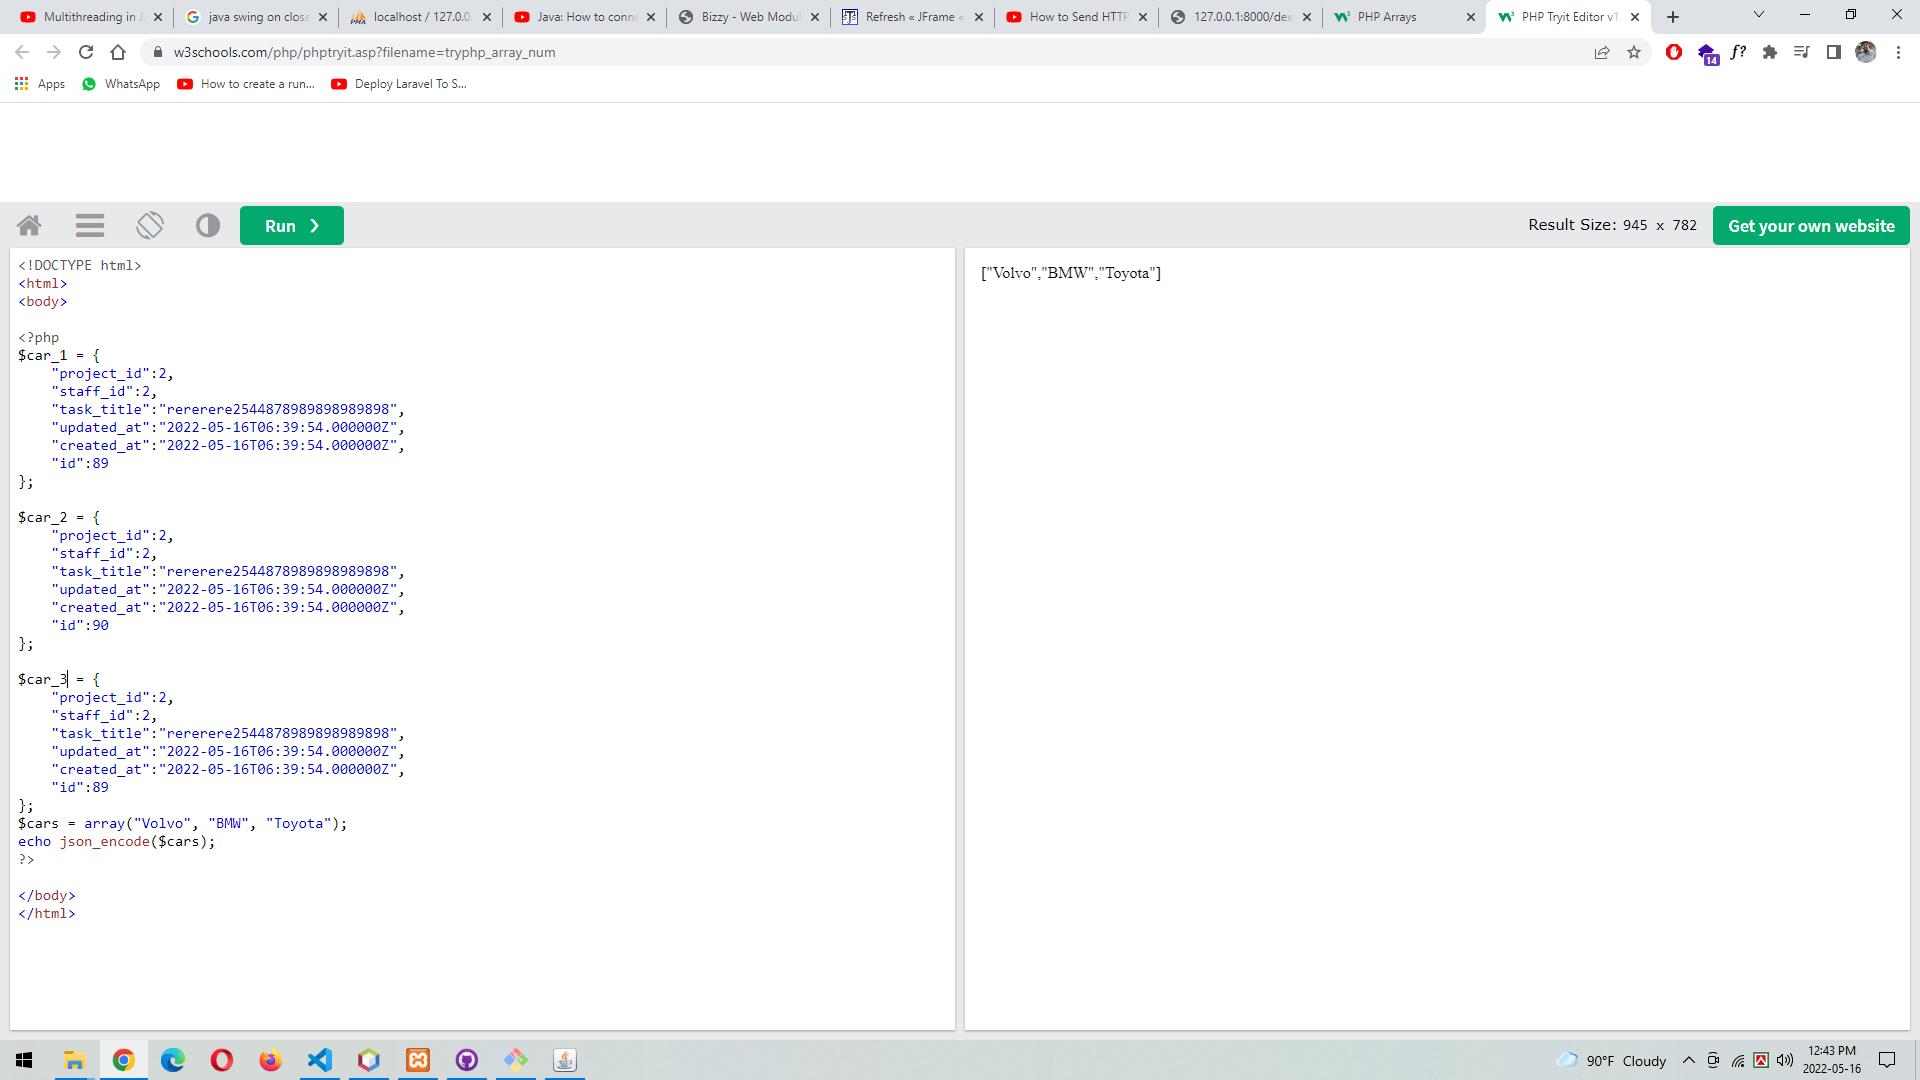 Multithreading in J
java swing on close
localhost / 127.0.0.
Java: How to conne
Bizzy - Web Modul
Refresh « JFrame «
How to Send HTTP
127.0.0.1:8000/dex
PHP Arrays
PHP Tryit Editor v1.
w3schools.com/php/phptryit.asp?filename=tryphp_array_num
f?
14
Apps
WhatsApp
How to create a run...
Deploy Laravel To S...
Run ❯
Result Size: 945 x 782
Get your own website
<!DOCTYPE html>
<html>
<body>
<?php
$car_1 = {
"project_id":2,
"staff_id":2,
"task_title":"rererere2544878989898989898",
"updated_at":"2022-05-16T06:39:54.000000Z",
"created_at":"2022-05-16T06:39:54.000000Z",
"id":89
};
$car_2 = {
"project_id":2,
"staff_id":2,
"task_title":"rererere2544878989898989898",
"updated_at":"2022-05-16T06:39:54.000000Z",
"created_at":"2022-05-16T06:39:54.000000Z",
"id":90
};
$car_3 = {
"project_id":2,
"staff_id":2,
"task_title":"rererere2544878989898989898",
"updated_at":"2022-05-16T06:39:54.000000Z",
"created_at":"2022-05-16T06:39:54.000000Z",
"id":89
};
$cars = array("Volvo", "BMW", "Toyota");
echo json_encode($cars);
?>
</body>
</html>
["Volvo","BMW","Toyota"]
90°F Cloudy
12:43 PM
2022-05-16